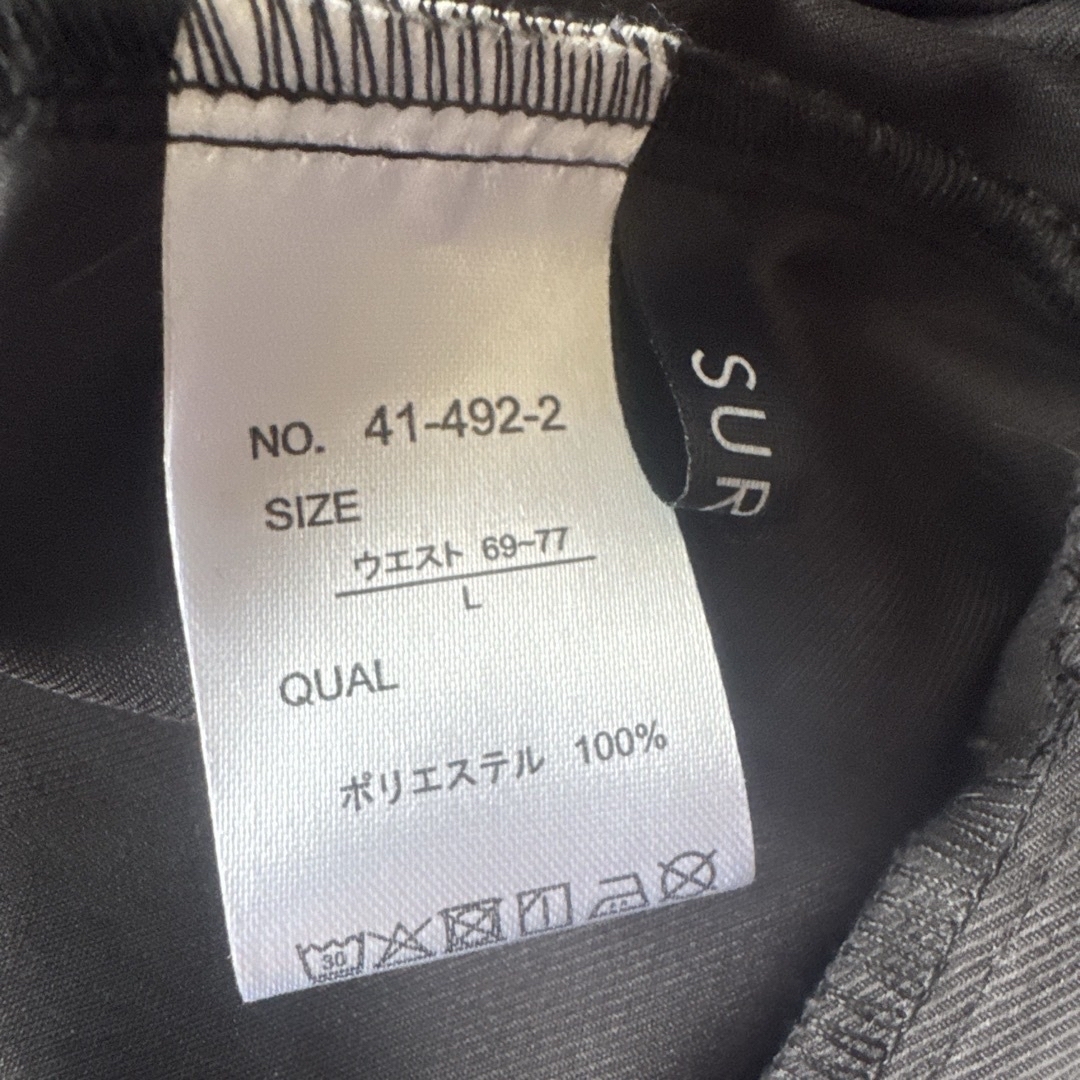 NO. 41-492-2
SIZE
ウエスト 69~77
L
QUAL
ポリエステル 100%
30
SUR